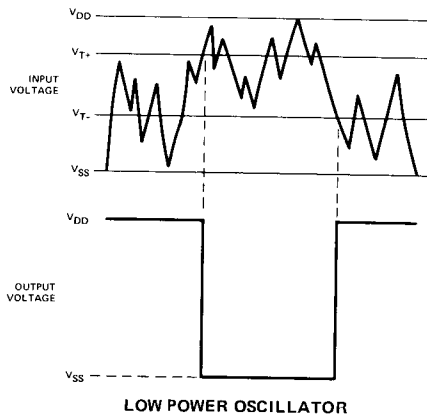 VDD
VT+
INPUT
VOLTAGE
VT-
VSS
VDD
OUTPUT
VOLTAGE
VSS
LOW POWER OSCILLATOR